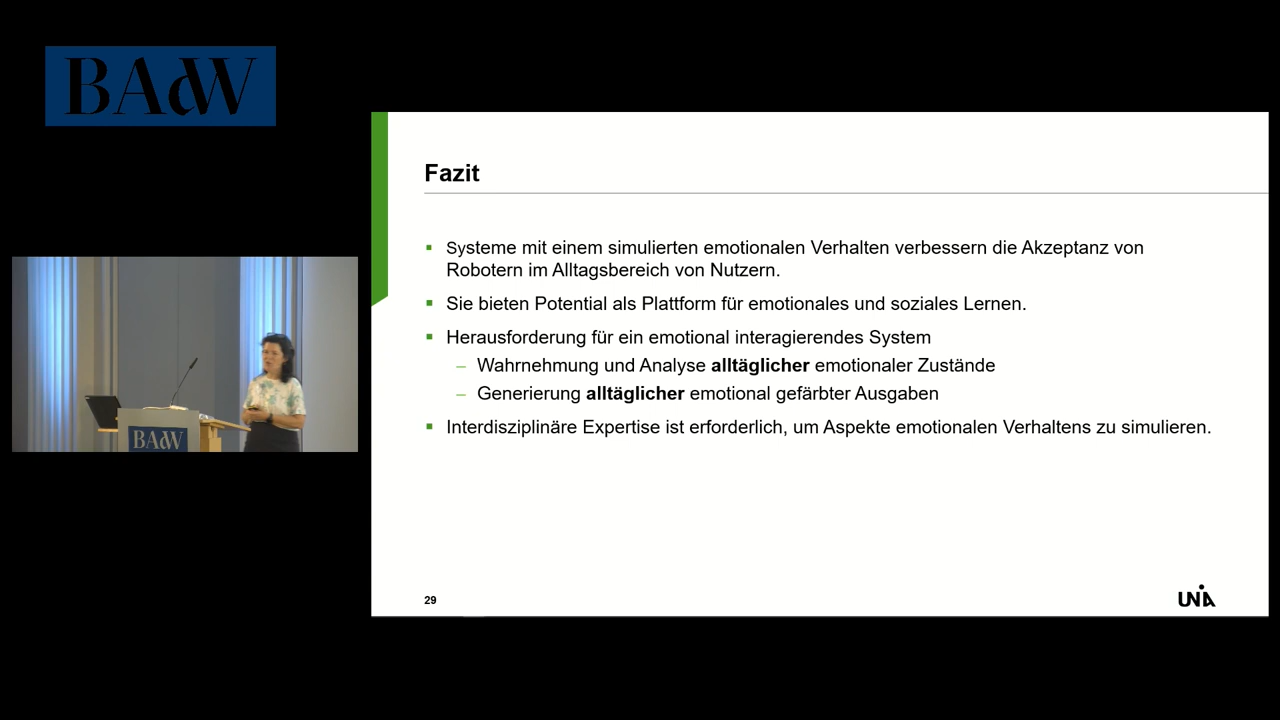 BAdW
Fazit
Systeme mit einem simulierten emotionalen Verhalten verbessern die Akzeptanz von
Robotern im Alltagsbereich von Nutzern.
Sie bieten Potential als Plattform für emotionales und soziales Lernen.
Herausforderung für ein emotional interagierendes System
– Wahrnehmung und Analyse alltäglicher emotionaler Zustände
– Generierung alltäglicher emotional gefärbter Ausgaben
Interdisziplinäre Expertise ist erforderlich, um Aspekte emotionalen Verhaltens zu simulieren.
BAdW
29
UNIA